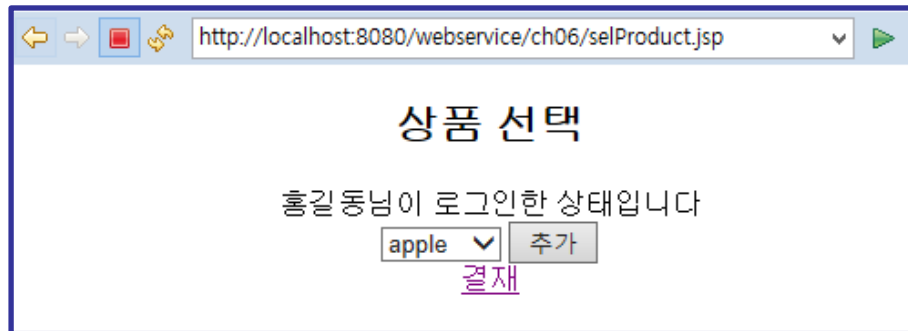 http://localhost:8080/webservice/ch06/selProduct.jsp
상품 선택
홍길동님이 로그인한 상태입니다
apple 추가
결재